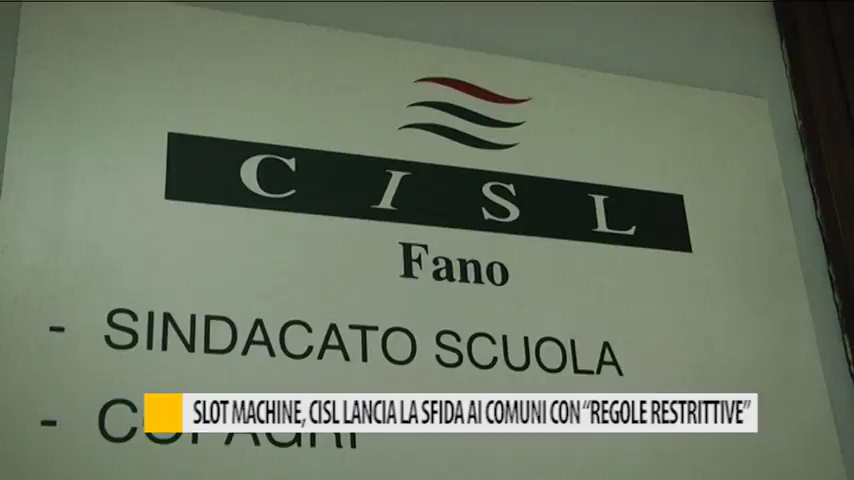 CISL
Fano
- SINDACATO SCUOLA
-
SLOT MACHINE, CISL LANCIA LA SFIDA AI COMUNI CON “REGOLE RESTRITTIVE”